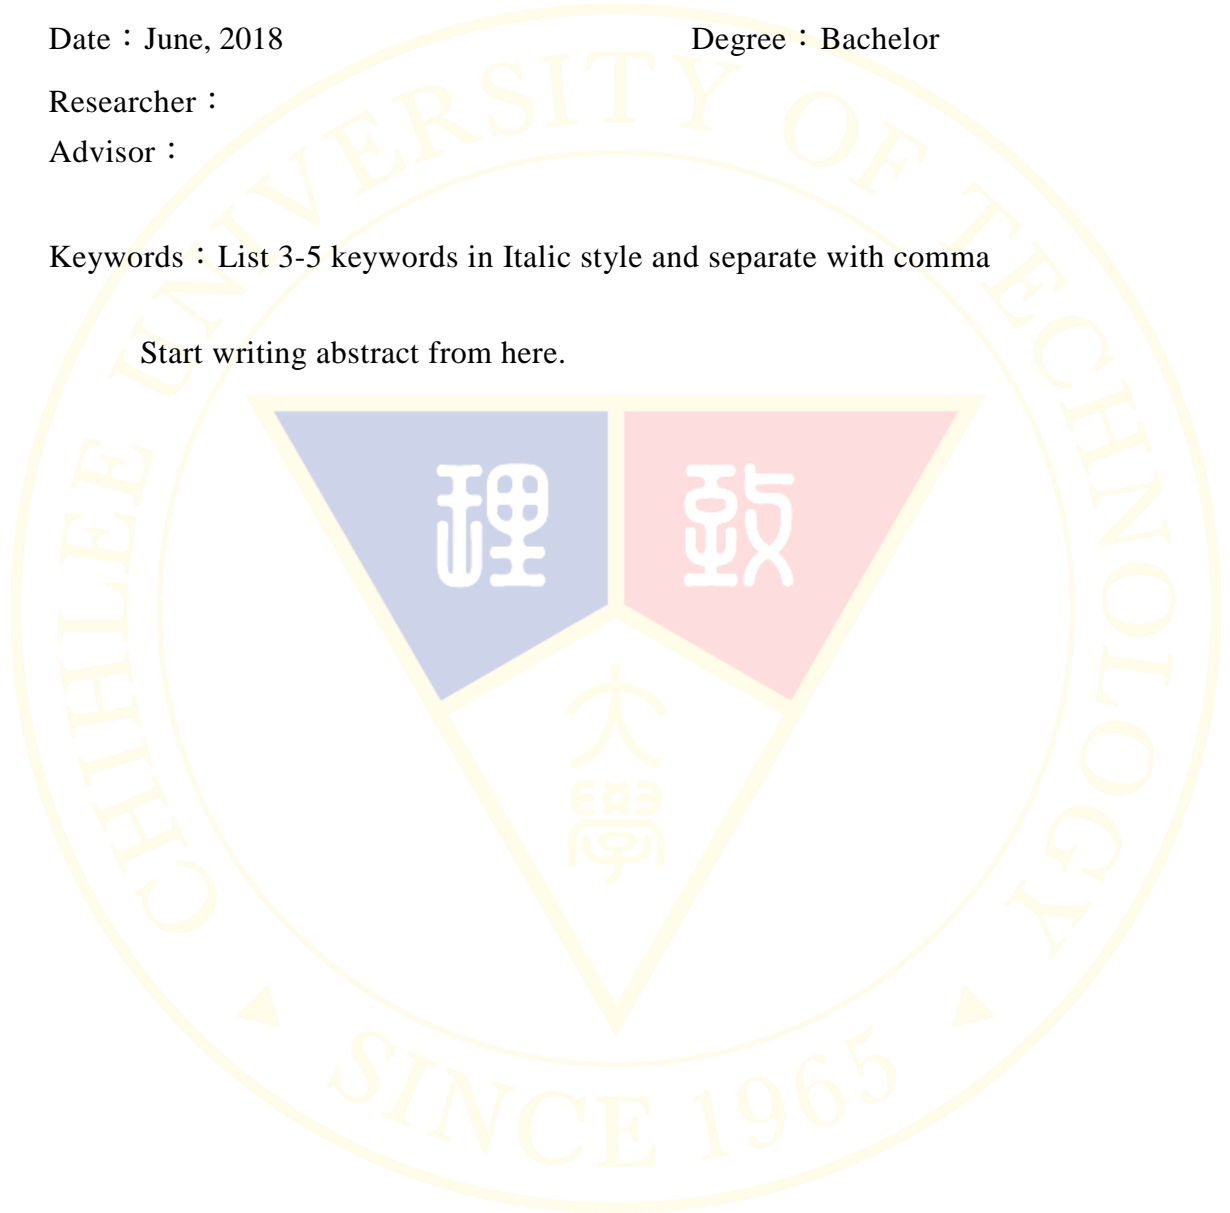 Date：June, 2018 Degree：Bachelor
Researcher：
Advisor：
Keywords：List 3-5 keywords in Italic style and separate with comma
Start writing abstract from here.
CHIHLEE UNIVERSITY OF TECHNOLOGY
理 致
大
學
SINCE 1965